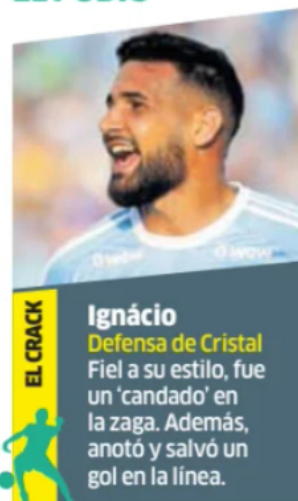 EL CRACK
Ignácio
Defensa de Cristal
Fiel a su estilo, fue
un ‘candado’ en
la zaga. Además,
anotó y salvó un
gol en la línea.